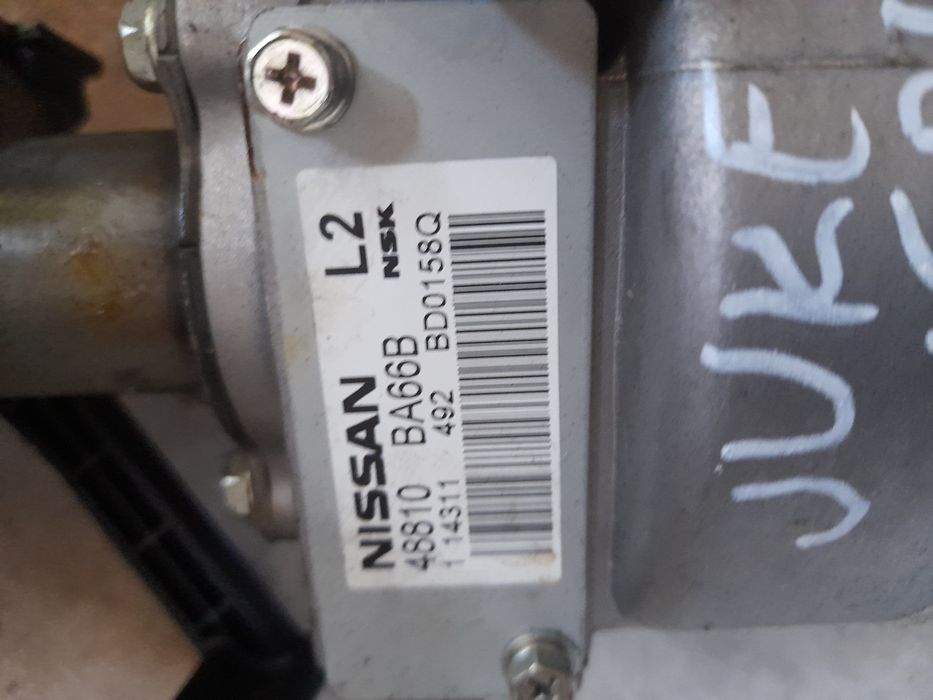 NISSAN L2
48810 BA66B NSK
1 14311 492 BD0158Q
JUKE